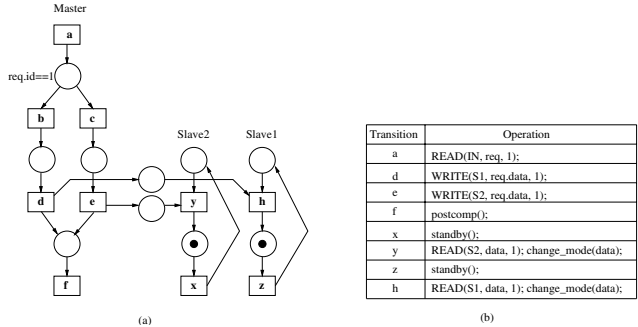 Master
a
req.id==1
b
c
Slave2
Slave1
d
e
y
h
f
x
z
(a)
Transition Operation
a READ(IN, req, 1);
d WRITE(S1, req.data, 1);
e WRITE(S2, req.data, 1);
f postcomp();
x standby();
y READ(S2, data, 1); change_mode(data);
z standby();
h READ(S1, data, 1); change_mode(data);
(b)